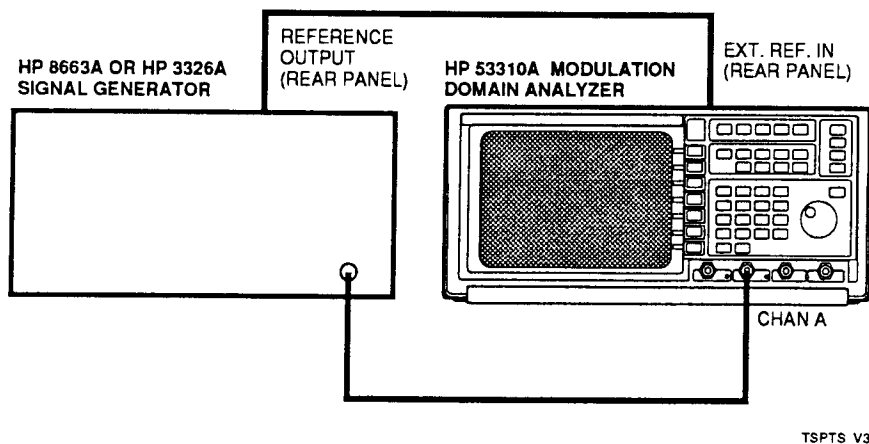 REFERENCE
OUTPUT
(REAR PANEL)
HP 8663A OR HP 3326A
SIGNAL GENERATOR
HP 53310A MODULATION
DOMAIN ANALYZER
EXT. REF. IN
(REAR PANEL)
CHAN A
TSPTS V3